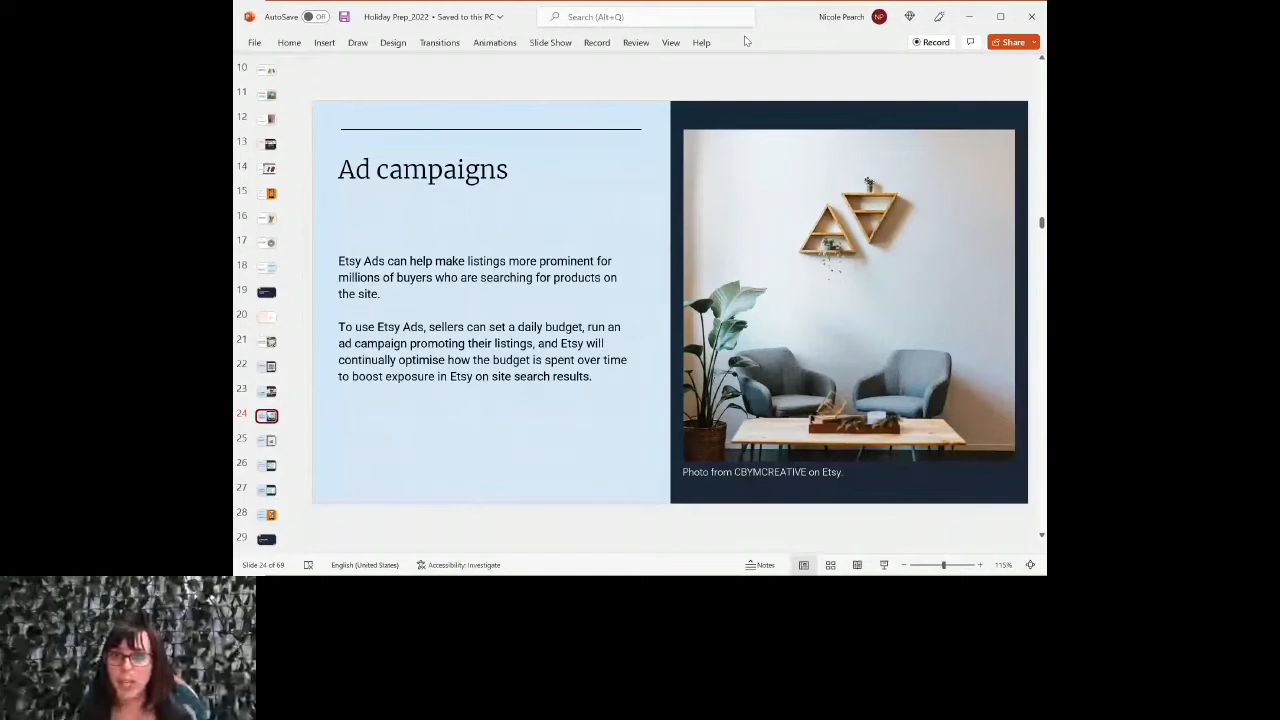 AutoSave Off Holiday_Prep_2022 • Saved to this PC Search (Alt+Q) Nicole Pearch NP
File Home Insert Draw Design Transitions Animations Slide Show Record Review View Help Record Share
10
11
12
13
14
15
16
17
18
19
20
21
22
23
24
25
26
27
28
29
Ad campaigns
Etsy Ads can help make listings more prominent for
millions of buyers who are searching for products on
the site.
To use Etsy Ads, sellers can set a daily budget, run an
ad campaign promoting their listings, and Etsy will
continually optimise how the budget is spent over time
to boost exposure in Etsy on site search results.
Photo from CBYMCREATIVE on Etsy.
Slide 24 of 69 English (United States) Accessibility: Investigate Notes 115%